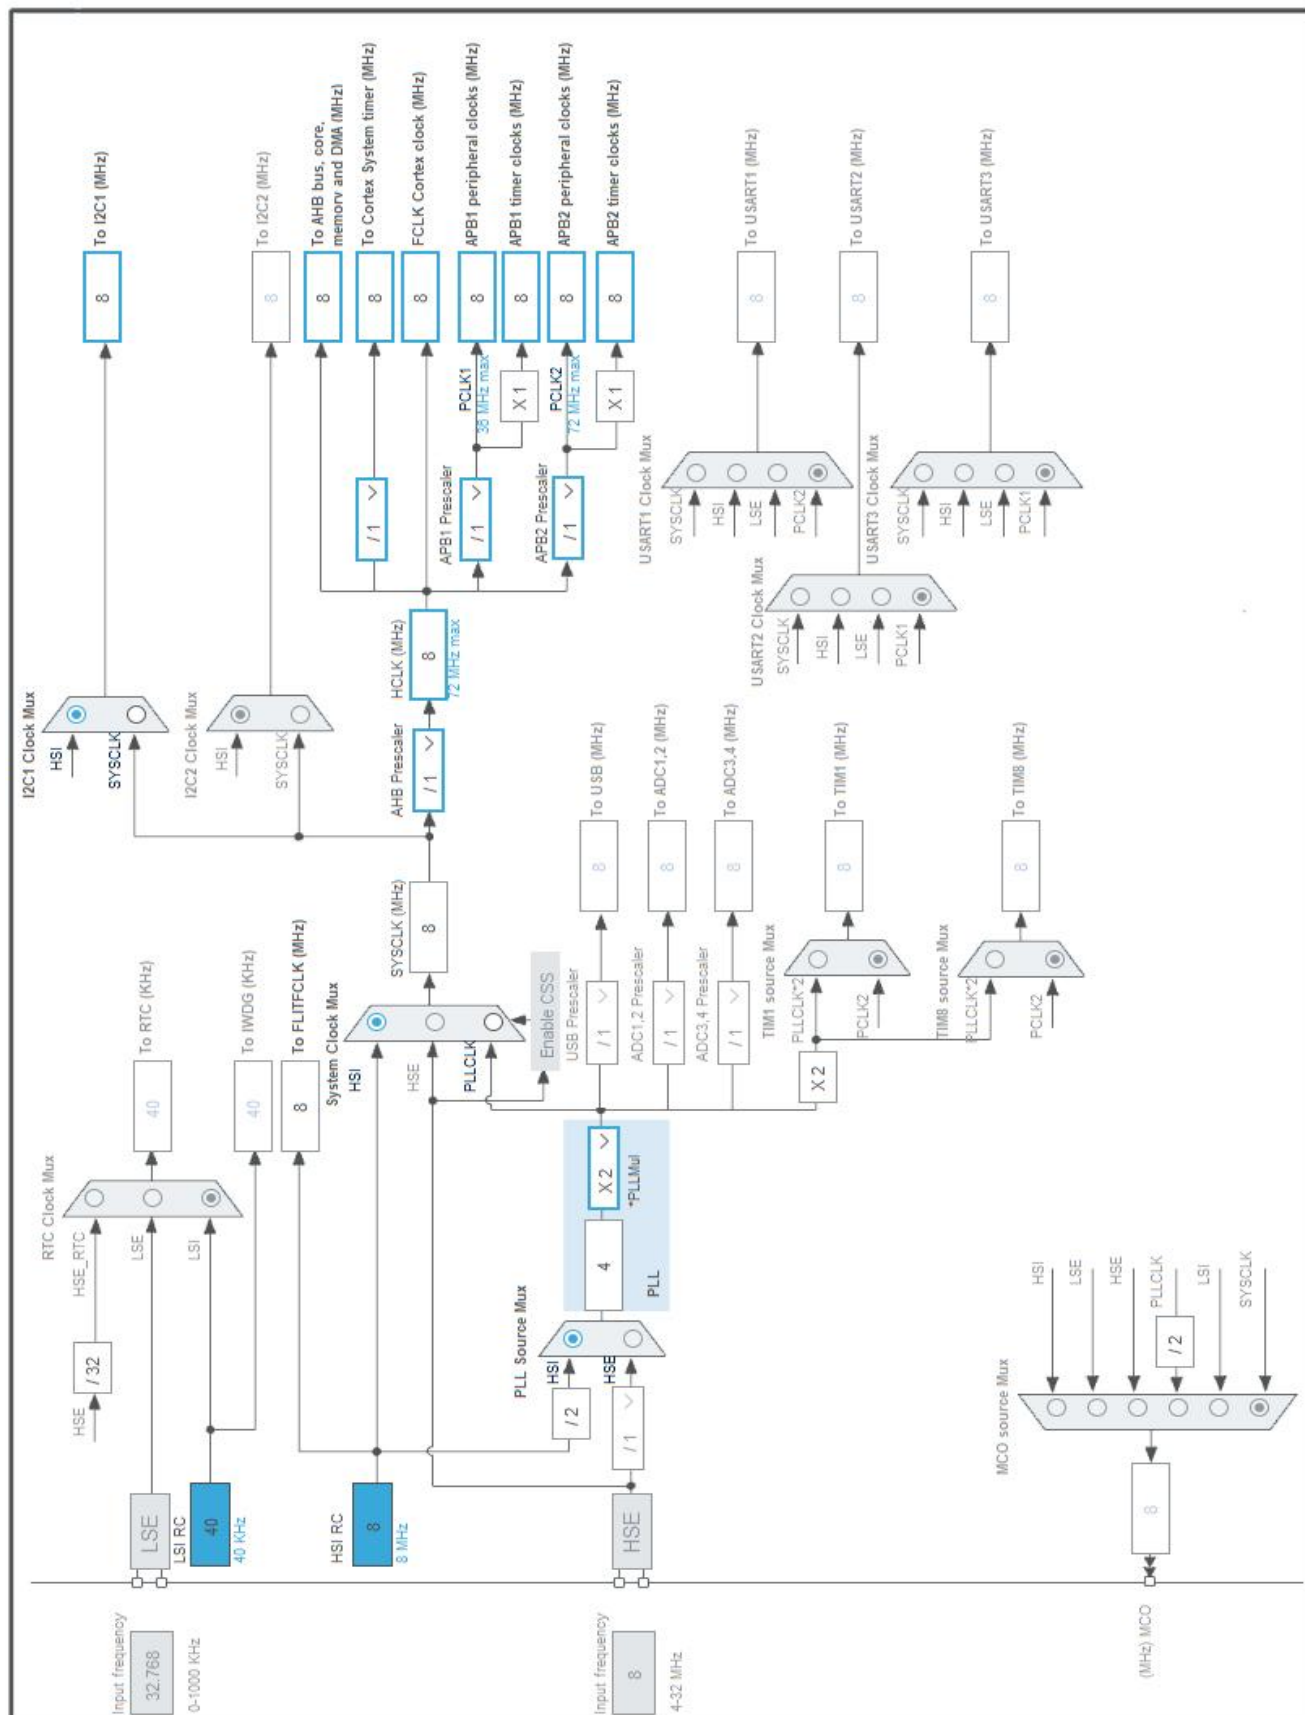 Input frequency
32.768
0-1000 KHz
LSE
LSI RC
40
40 KHz
HSE
/ 32
HSE_RTC
LSE
LSI
RTC Clock Mux
40
To RTC (KHz)
40
To IWDG (KHz)
8
To FLITFCLK (MHz)
HSI RC
8
8 MHz
Input frequency
8
4-32 MHz
HSE
/ 2
/ 1
HSI
HSE
PLL Source Mux
4
X 2
*PLLMul
PLL
System Clock Mux
HSI
HSE
PLLCLK
Enable CSS
SYSCLK (MHz)
8
AHB Prescaler
/ 1
HCLK (MHz)
8
72 MHz max
I2C1 Clock Mux
HSI
SYSCLK
8
To I2C1 (MHz)
I2C2 Clock Mux
HSI
SYSCLK
8
To I2C2 (MHz)
8
To AHB bus, core,
memory and DMA (MHz)
/ 1
8
To Cortex System timer (MHz)
8
FCLK Cortex clock (MHz)
APB1 Prescaler
/ 1
PCLK1
36 MHz max
8
APB1 peripheral clocks (MHz)
X 1
8
APB1 timer clocks (MHz)
APB2 Prescaler
/ 1
PCLK2
72 MHz max
8
APB2 peripheral clocks (MHz)
X 1
8
APB2 timer clocks (MHz)
USB Prescaler
/ 1
8
To USB (MHz)
ADC1,2 Prescaler
/ 1
8
To ADC1,2 (MHz)
ADC3,4 Prescaler
/ 1
8
To ADC3,4 (MHz)
X 2
TIM1 source Mux
PLLCLK*2
PCLK2
8
To TIM1 (MHz)
TIM8 source Mux
PLLCLK*2
PCLK2
8
To TIM8 (MHz)
USART1 Clock Mux
SYSCLK
HSI
LSE
PCLK2
8
To USART1 (MHz)
USART2 Clock Mux
SYSCLK
HSI
LSE
PCLK1
8
To USART2 (MHz)
USART3 Clock Mux
SYSCLK
HSI
LSE
PCLK1
8
To USART3 (MHz)
MCO source Mux
HSI
LSE
HSE
PLLCLK
/ 2
LSI
SYSCLK
8
(MHz) MCO